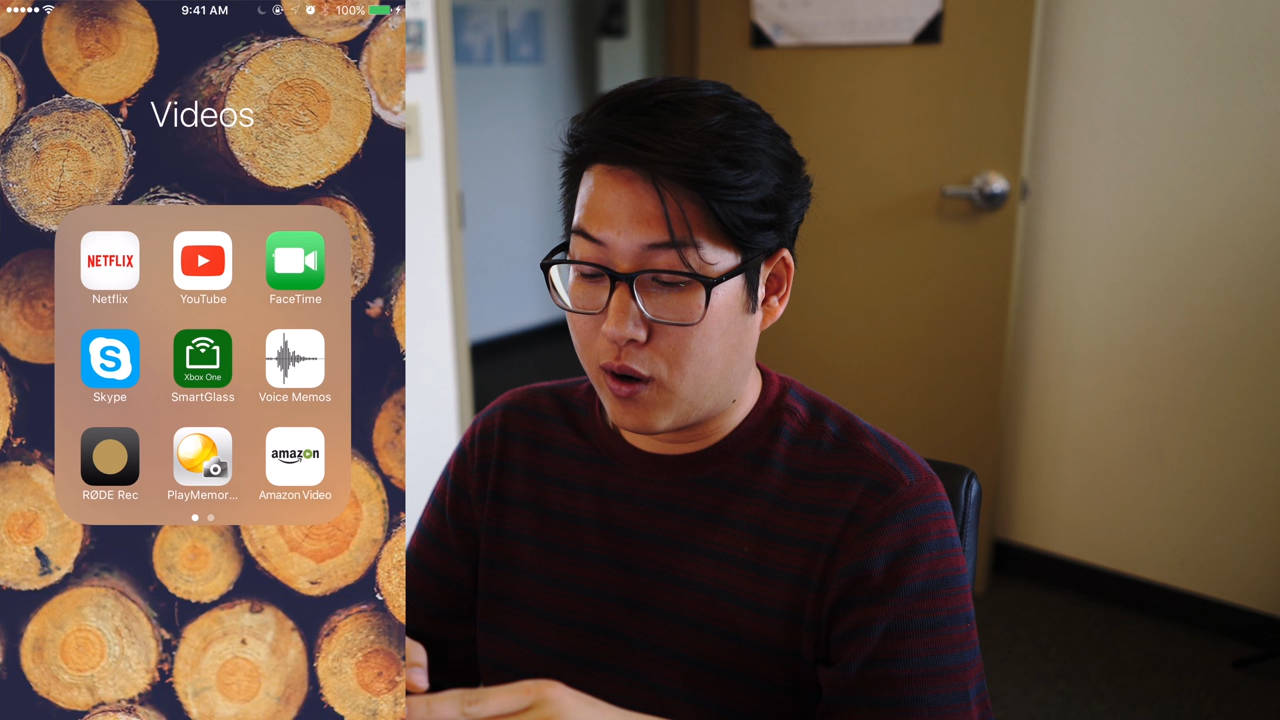 9:41 AM
100%
Videos
NETFLIX
Netflix
YouTube
FaceTime
S
Skype
Xbox One
SmartGlass
Voice Memos
RØDE Rec
PlayMemor...
amazon
Amazon Video